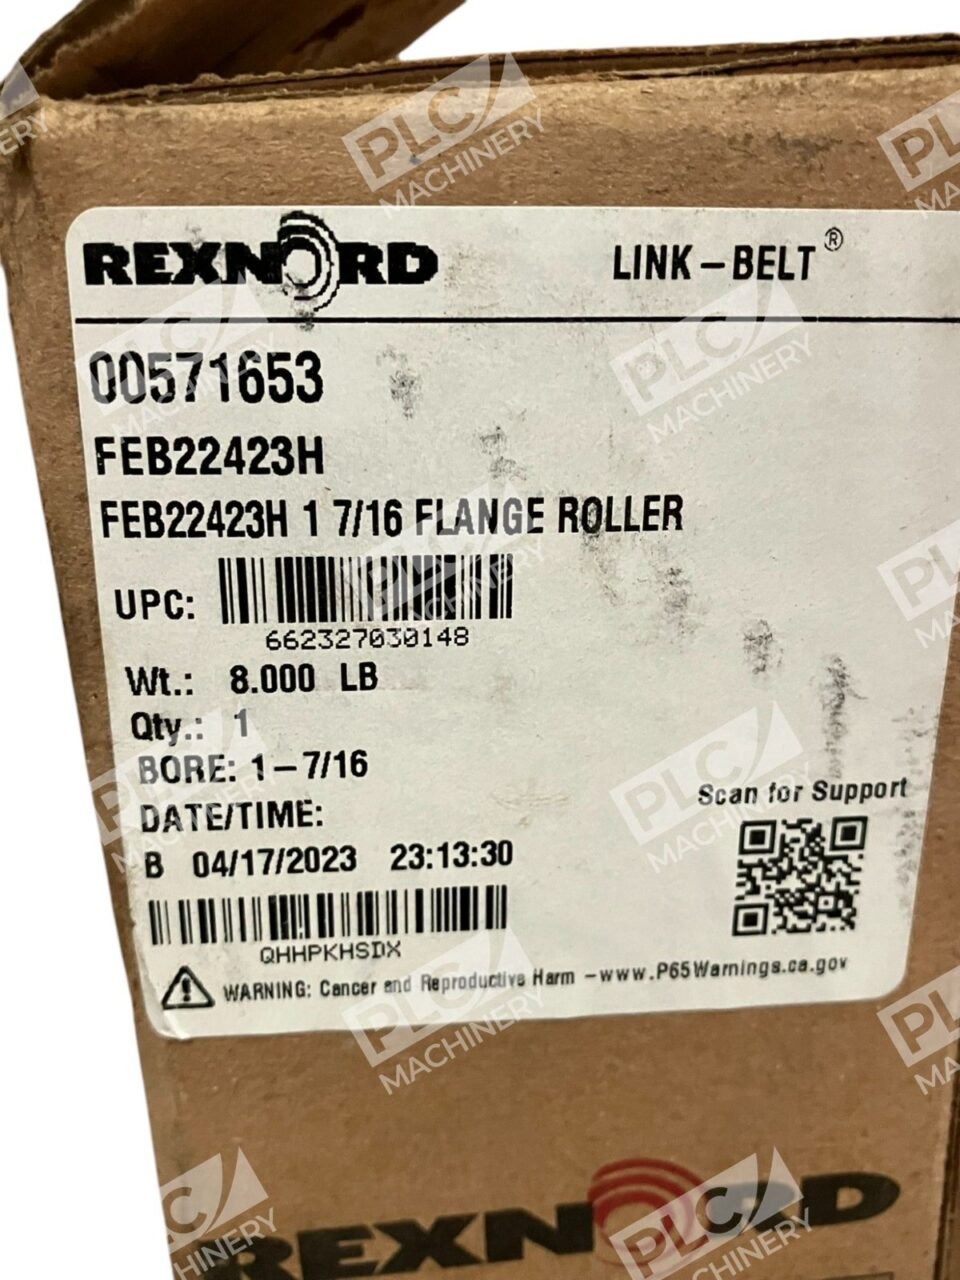 REXNORD
LINK-BELT®
00571653
FEB22423H
FEB22423H 1 7/16 FLANGE ROLLER
UPC:
662327030148
Wt.: 8.000 LB
Qty.: 1
BORE: 1-7/16
Scan for Support
DATE/TIME:
B 04/17/2023 23:13:30
QHHPKHSDX
WARNING: Cancer and Reproductive Harm -www.P65Warnings.ca.gov
REXNORD
PLC MACHINERY